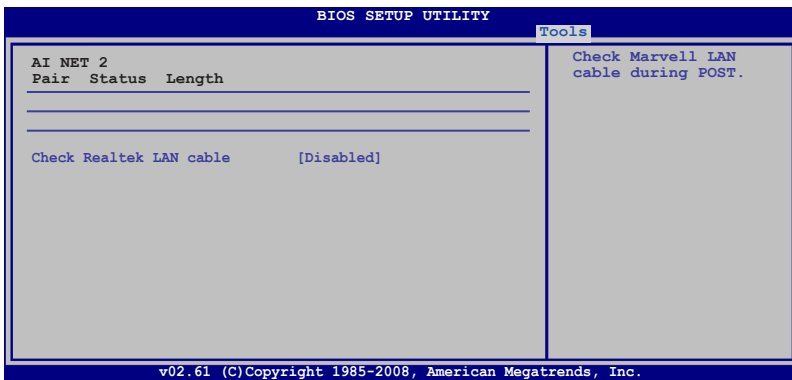 BIOS SETUP UTILITY
Tools
AI NET 2
Pair Status Length
Check Realtek LAN cable [Disabled]
Check Marvell LAN
cable during POST.
v02.61 (C)Copyright 1985-2008, American Megatrends, Inc.